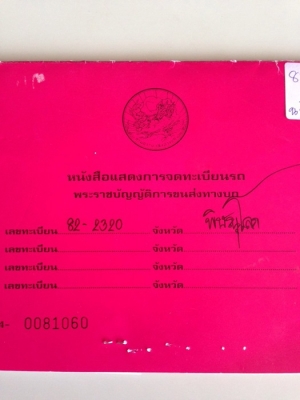 8
หนังสือแสดงการจดทะเบียนรถ
พระราชบัญญัติการขนส่งทางบก
เลขทะเบียน 82-2320 จังหวัด พิษณุโลก
เลขทะเบียน จังหวัด
เลขทะเบียน จังหวัด
เลขทะเบียน จังหวัด
0081060